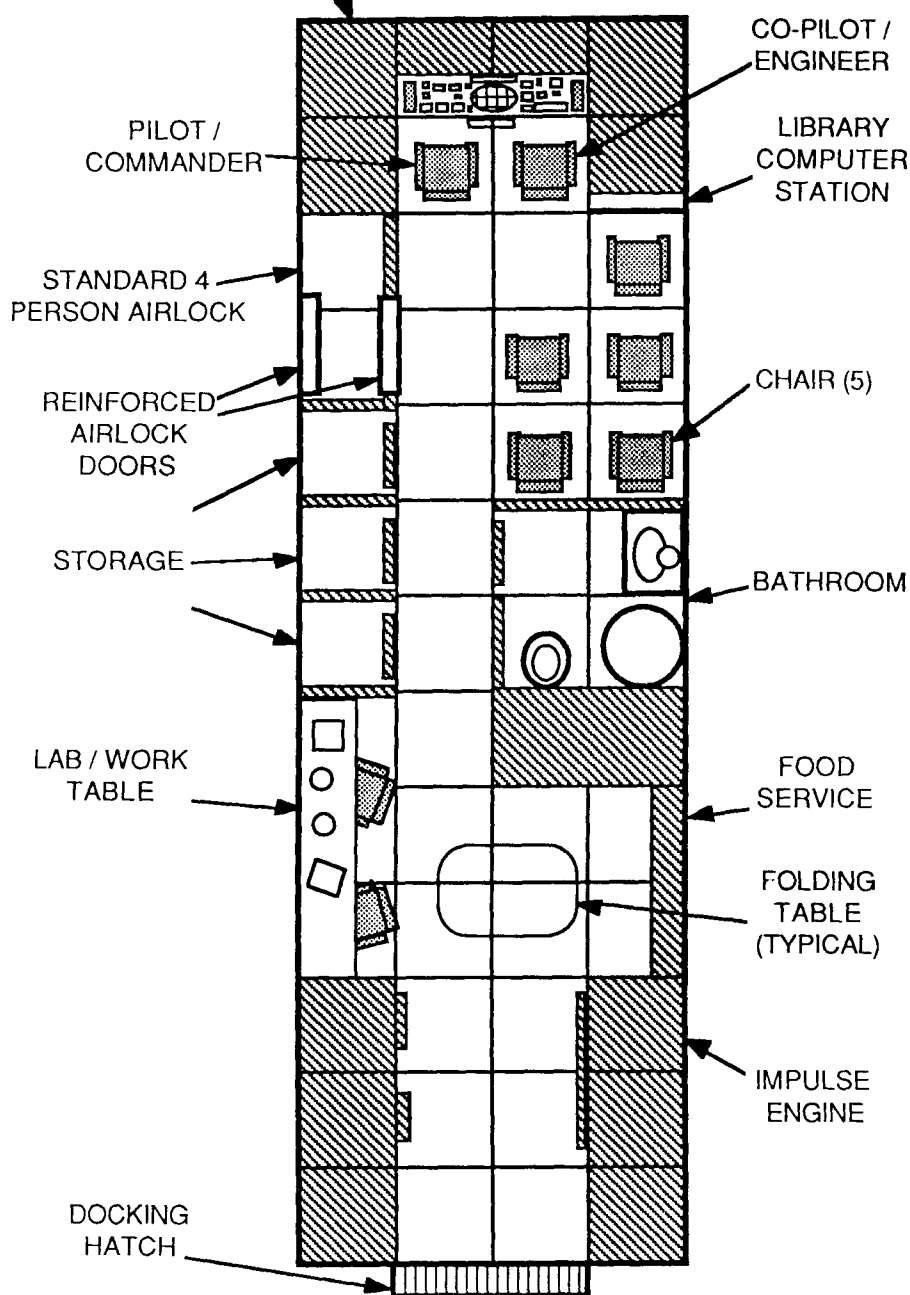 CO-PILOT /
ENGINEER
PILOT /
COMMANDER
LIBRARY
COMPUTER
STATION
STANDARD 4
PERSON AIRLOCK
REINFORCED
AIRLOCK
DOORS
CHAIR (5)
STORAGE
BATHROOM
LAB / WORK
TABLE
FOOD
SERVICE
FOLDING
TABLE
(TYPICAL)
IMPULSE
ENGINE
DOCKING
HATCH